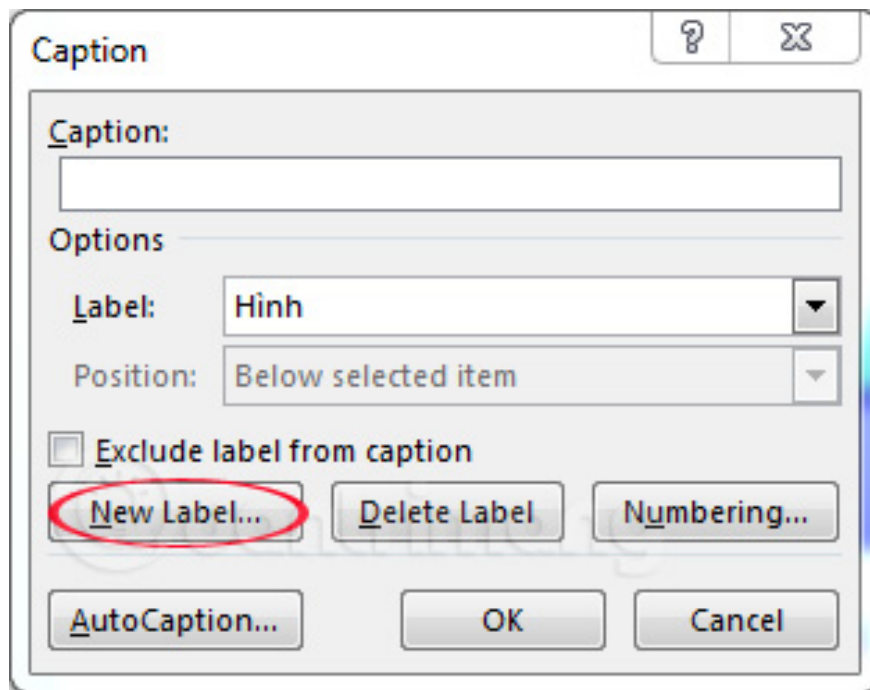 Caption
Caption:
Options
Label: Hình
Position: Below selected item
Exclude label from caption
New Label... Delete Label Numbering...
AutoCaption... OK Cancel